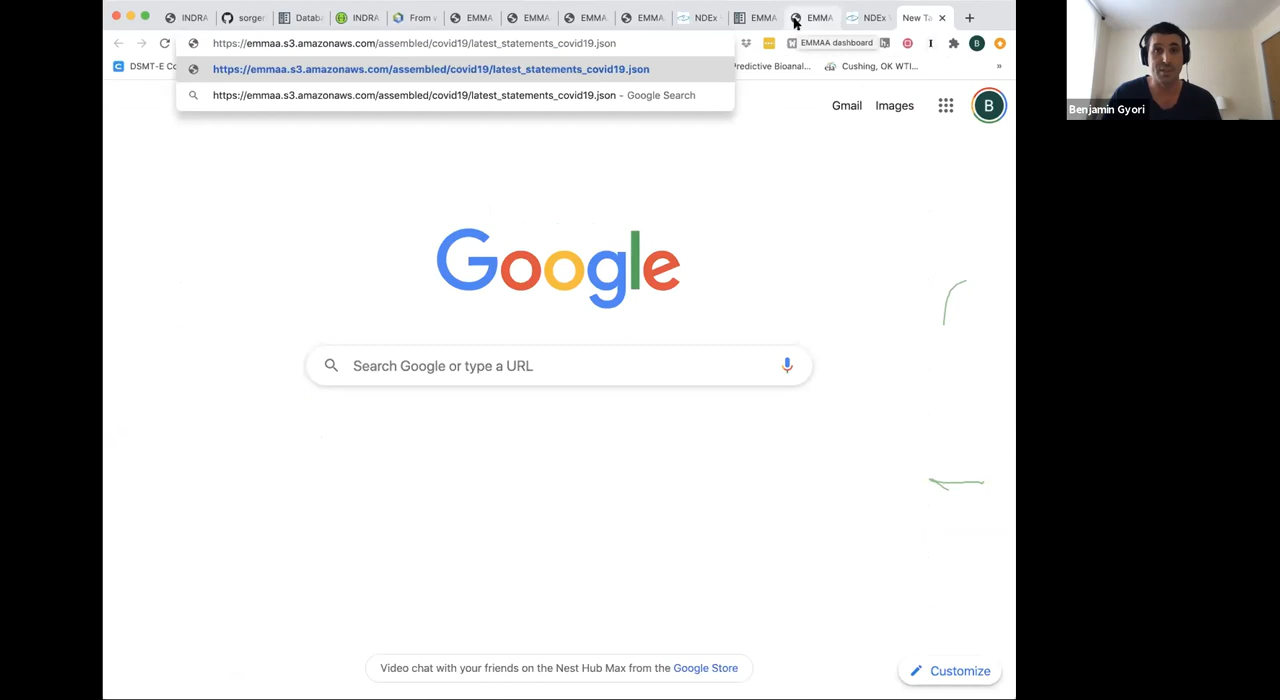 INDRA
sorger
Datab
INDRA
From
EMMA
EMMA
EMMA
EMMA
NDEx
EMMA
EMMA
NDEx
New Ta
https://emmaa.s3.amazonaws.com/assembled/covid19/latest_statements_covid19.json
EMMAA dashboard
B
https://emmaa.s3.amazonaws.com/assembled/covid19/latest_statements_covid19.json
DSMT-E Co
redictive Bioanal...
Cushing, OK WTI...
»
https://emmaa.s3.amazonaws.com/assembled/covid19/latest_statements_covid19.json - Google Search
Gmail
Images
B
Benjamin Gyori
Google
Search Google or type a URL
Video chat with your friends on the Nest Hub Max from the Google Store
Customize